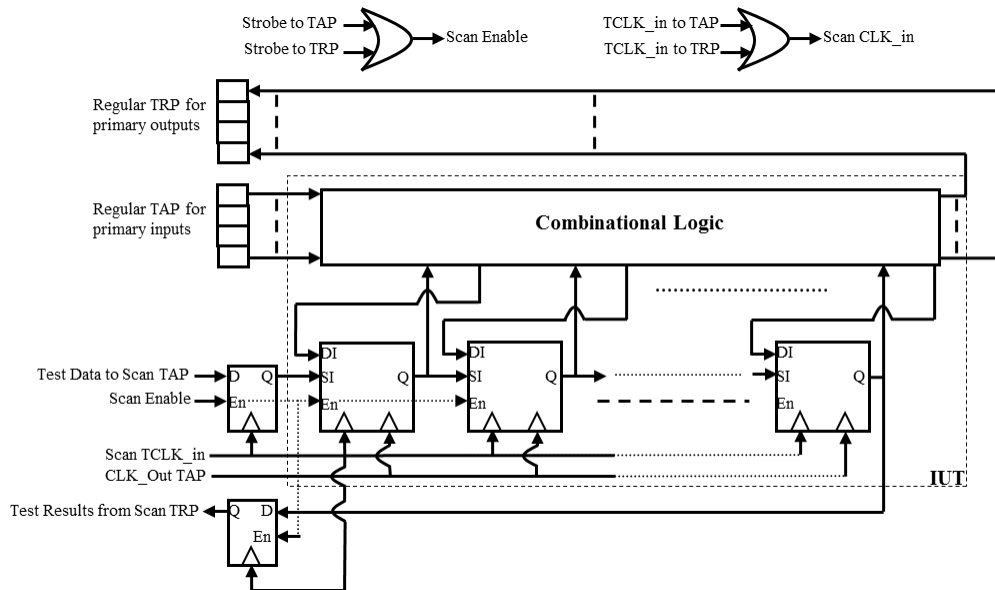 Strobe to TAP
Strobe to TRP
Scan Enable
TCLK_in to TAP
TCLK_in to TRP
Scan CLK_in
Regular TRP for
primary outputs
Regular TAP for
primary inputs
Combinational Logic
DI
SI
Q
En
DI
SI
Q
En
DI
SI
Q
En
Test Data to Scan TAP
D Q
Scan Enable
En
Scan TCLK_in
CLK_Out TAP
IUT
Test Results from Scan TRP
Q D
En